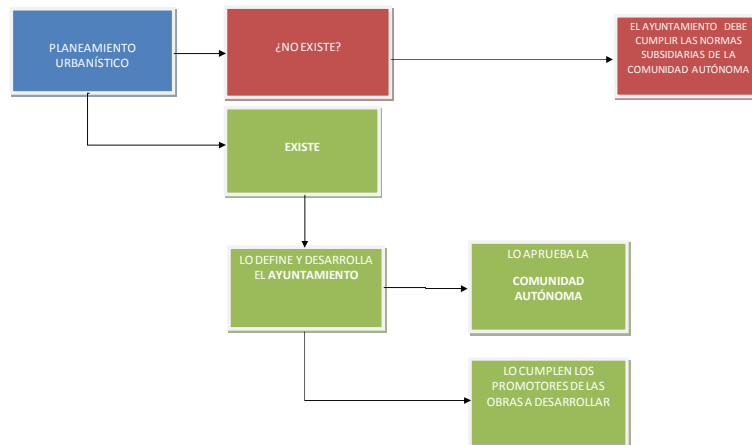 PLANEAMIENTO
URBANÍSTICO
¿NO EXISTE?
EL AYUNTAMIENTO DEBE
CUMPLIR LAS NORMAS
SUBSIDIARIAS DE LA
COMUNIDAD AUTÓNOMA
EXISTE
LO DEFINE Y DESARROLLA
EL AYUNTAMIENTO
LO APRUEBA LA
COMUNIDAD
AUTÓNOMA
LO CUMPLEN LOS
PROMOTORES DE LAS
OBRAS A DESARROLLAR